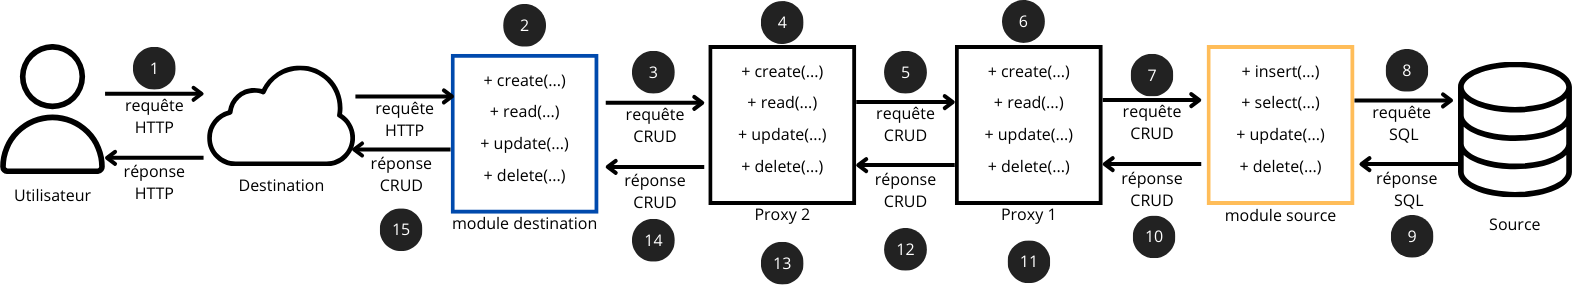 1
requête
HTTP
réponse
HTTP
Utilisateur
Destination
requête
HTTP
réponse
CRUD
15
2
+ create(...)
+ read(...)
+ update(...)
+ delete(...)
module destination
3
requête
CRUD
réponse
CRUD
14
4
+ create(...)
+ read(...)
+ update(...)
+ delete(...)
Proxy 2
13
5
requête
CRUD
réponse
CRUD
12
6
+ create(...)
+ read(...)
+ update(...)
+ delete(...)
Proxy 1
11
7
requête
CRUD
réponse
CRUD
10
+ insert(...)
+ select(...)
+ update(...)
+ delete(...)
module source
8
requête
SQL
réponse
SQL
9
Source